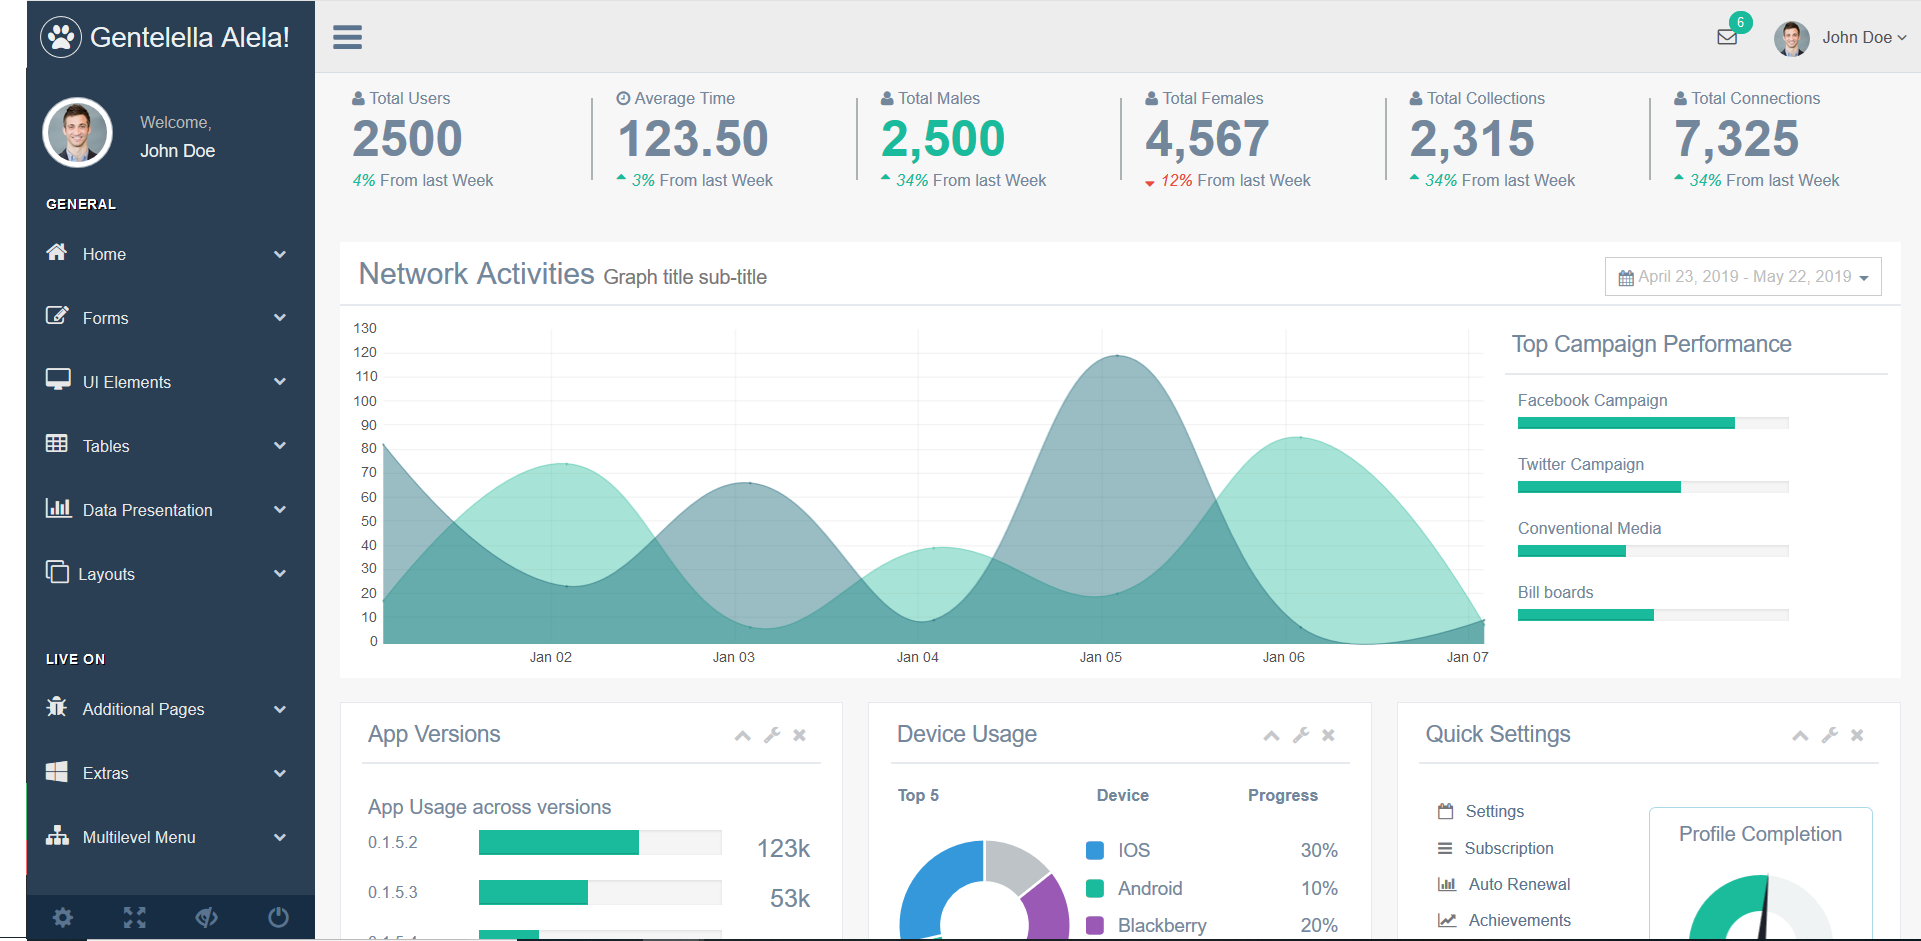 Gentelella Alela!
6
John Doe
Welcome,
John Doe
GENERAL
Home
Forms
UI Elements
Tables
Data Presentation
Layouts
LIVE ON
Additional Pages
Extras
Multilevel Menu
Total Users
2500
4% From last Week
Average Time
123.50
3% From last Week
Total Males
2,500
34% From last Week
Total Females
4,567
12% From last Week
Total Collections
2,315
34% From last Week
Total Connections
7,325
34% From last Week
Network Activities Graph title sub-title
April 23, 2019 - May 22, 2019
130
120
110
100
90
80
70
60
50
40
30
20
10
0
Jan 02 Jan 03 Jan 04 Jan 05 Jan 06 Jan 07
Top Campaign Performance
Facebook Campaign
Twitter Campaign
Conventional Media
Bill boards
App Versions
App Usage across versions
0.1.5.2 123k
0.1.5.3 53k
Device Usage
Top 5 Device Progress
IOS 30%
Android 10%
Blackberry 20%
Quick Settings
Settings
Subscription
Auto Renewal
Achievements
Profile Completion